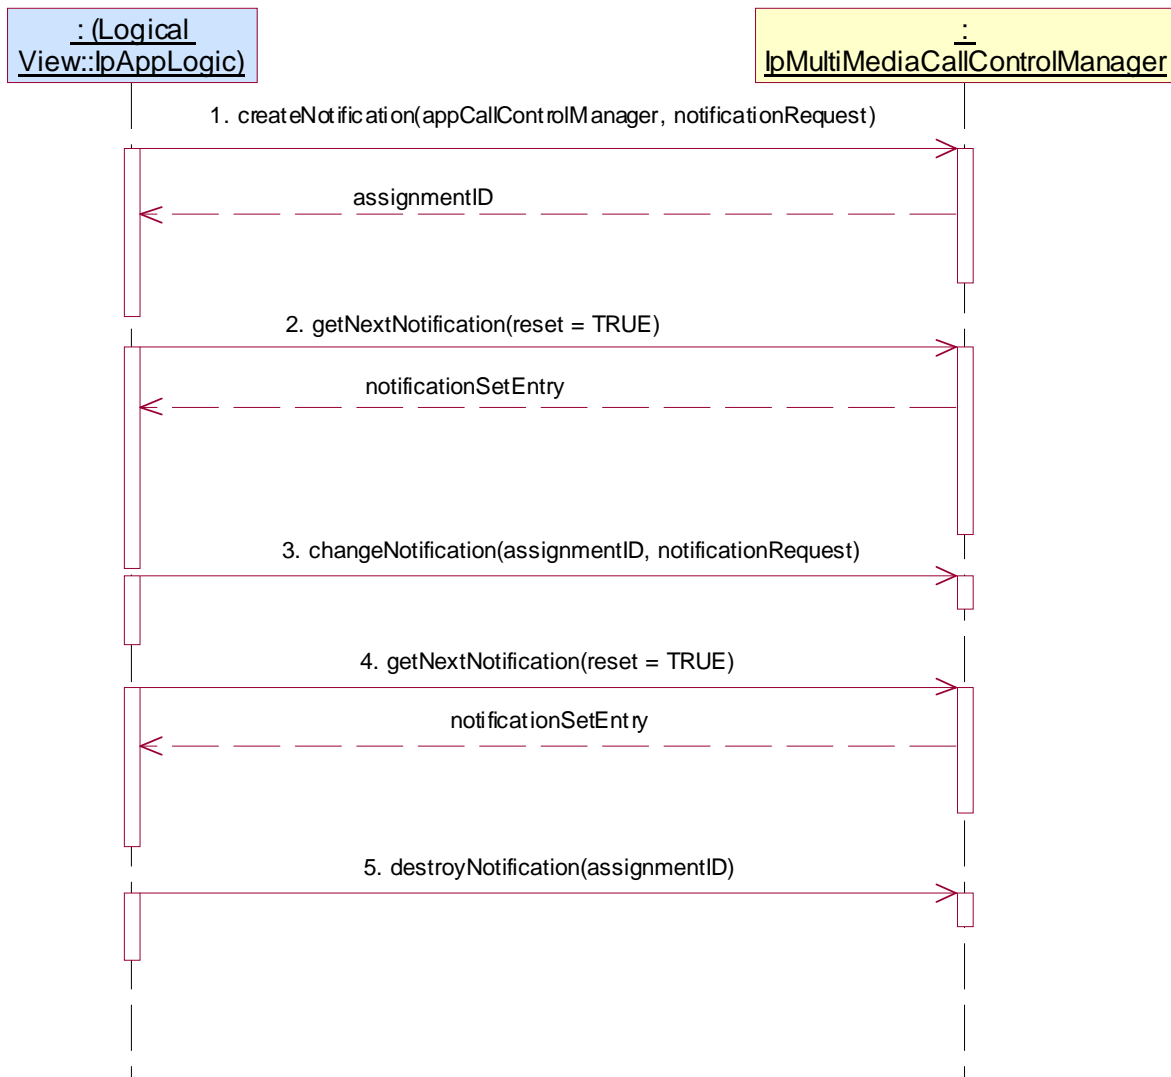 : (Logical
View::IpAppLogic)
:
IpMultiMediaCallControlManager
1. createNotification(appCallControlManager, notificationRequest)
assignmentID
2. getNextNotification(reset = TRUE)
notificationSetEntry
3. changeNotification(assignmentID, notificationRequest)
4. getNextNotification(reset = TRUE)
notificationSetEntry
5. destroyNotification(assignmentID)